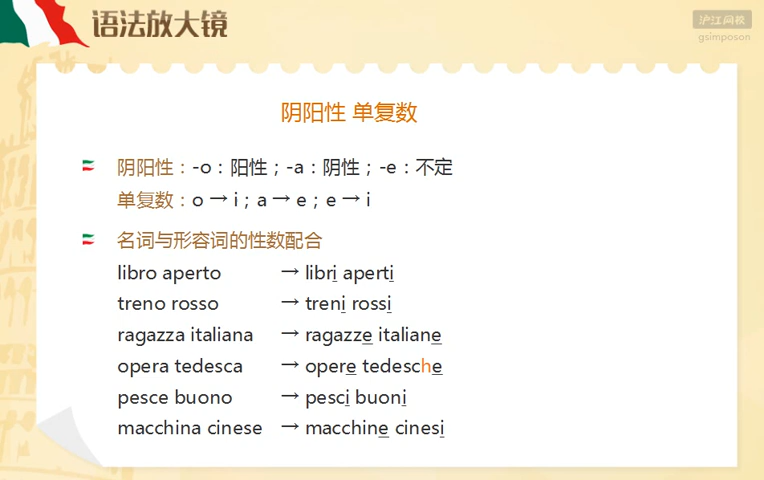 语法放大镜
沪江网校
gsimposon
阴阳性 单复数
阴阳性：-o：阳性；-a：阴性；-e：不定
单复数：o → i；a → e；e → i
名词与形容词的性数配合
libro aperto → libri aperti
treno rosso → treni rossi
ragazza italiana → ragazze italiane
opera tedesca → opere tedesche
pesce buono → pesci buoni
macchina cinese → macchine cinesi